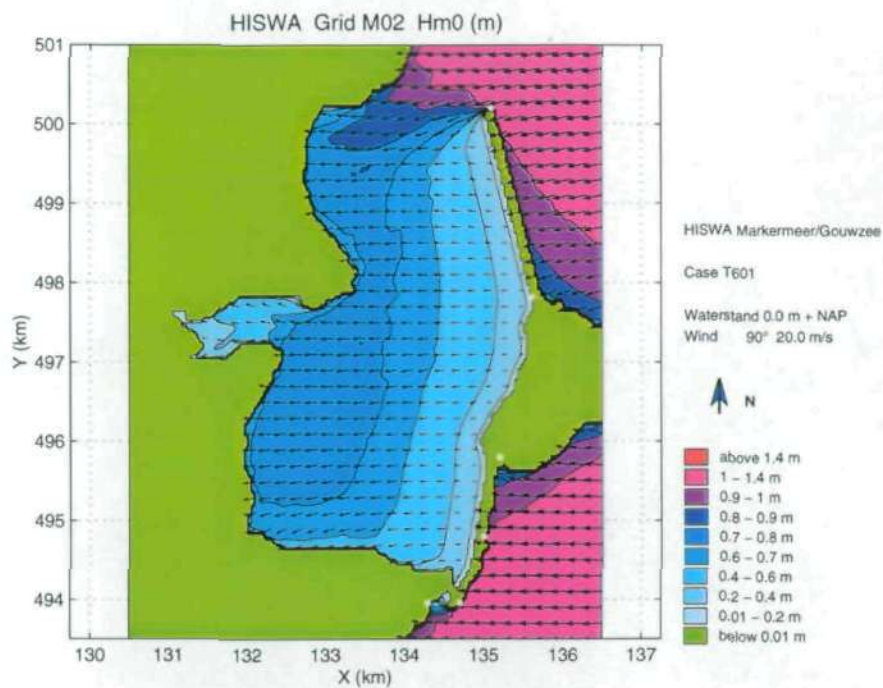 HISWA Grid M02 Hm0 (m)
501
500
499
498
497
496
495
494
Y (km)
130
131
132
133
134
135
136
137
X (km)
HISWA Markermeer/Gouwzee
Case T601
Waterstand 0.0 m + NAP
Wind 90° 20.0 m/s
N
above 1.4 m
1 – 1.4 m
0.9 – 1 m
0.8 – 0.9 m
0.7 – 0.8 m
0.6 – 0.7 m
0.4 – 0.6 m
0.2 – 0.4 m
0.01 – 0.2 m
below 0.01 m